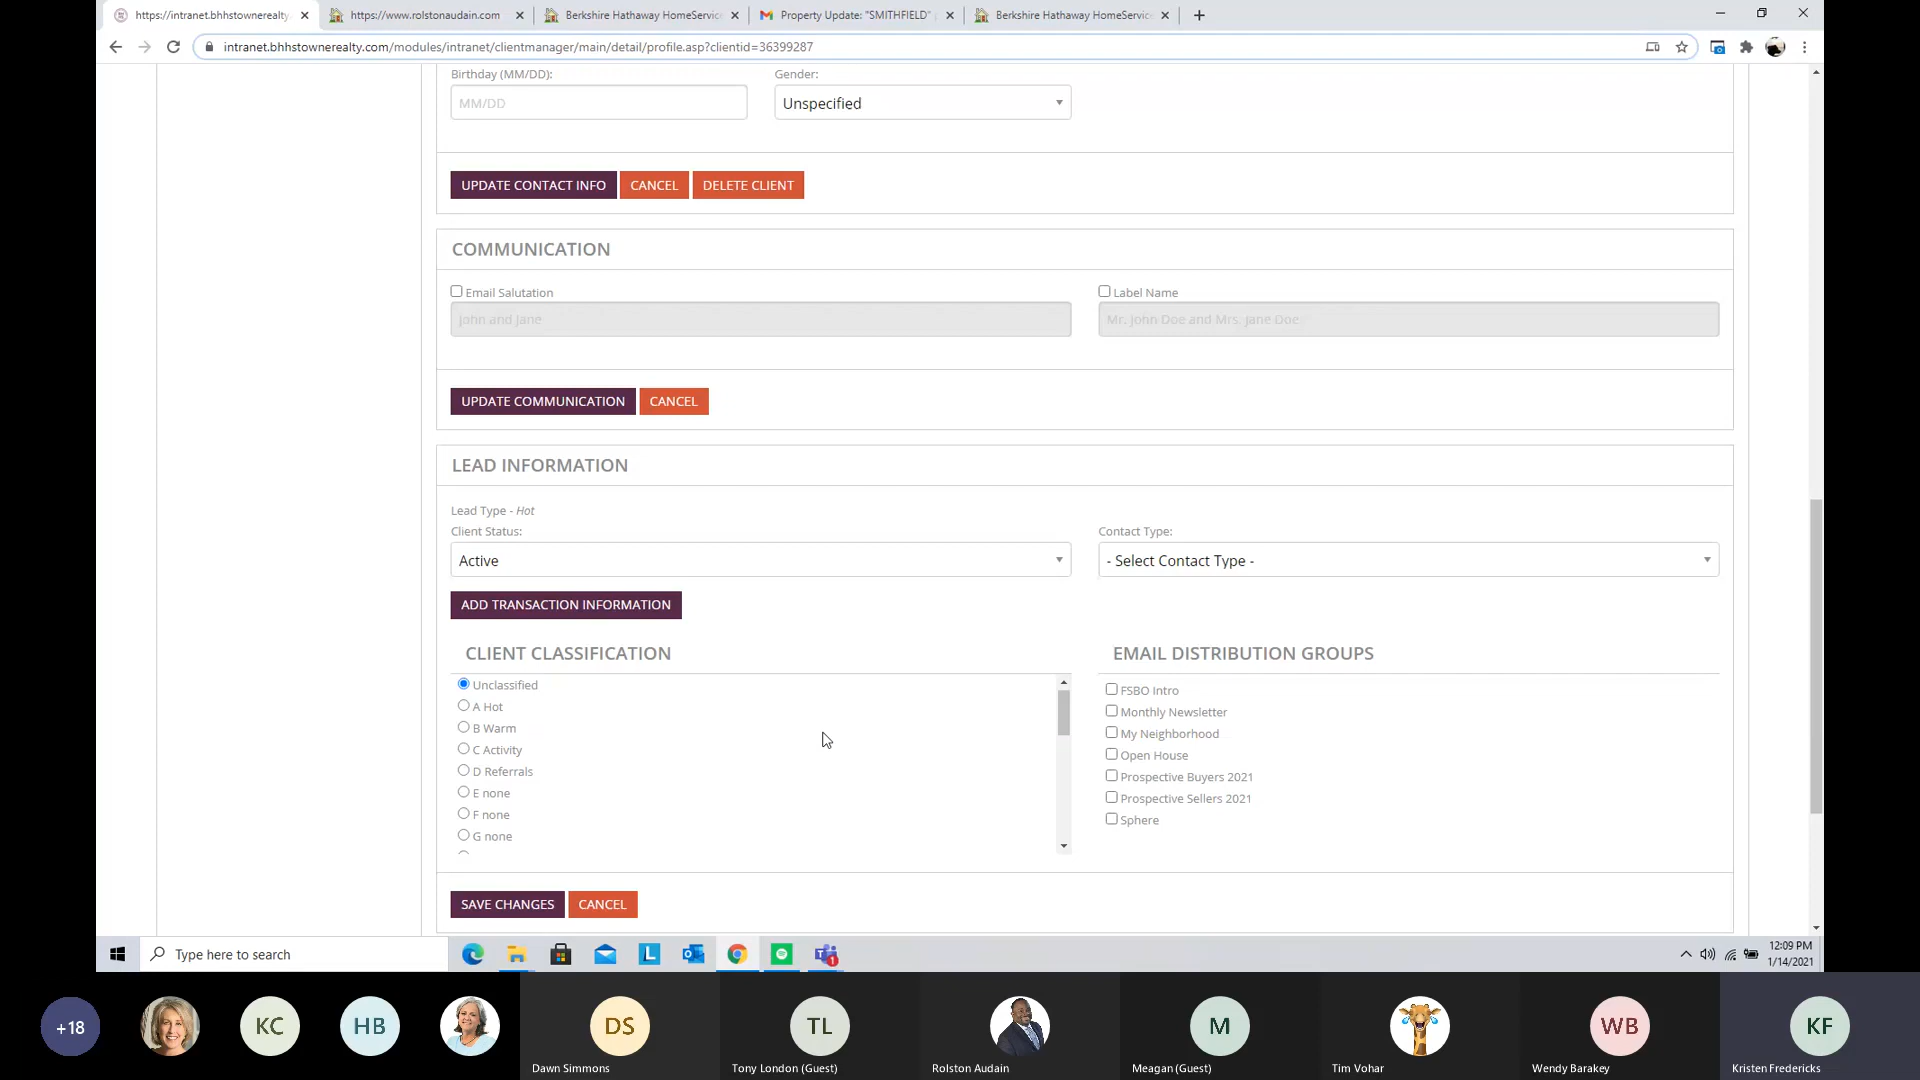 https://intranet.bhhstownerealty
https://www.rolstonaudain.com
Berkshire Hathaway HomeService
Property Update: "SMITHFIELD"
Berkshire Hathaway HomeService
intranet.bhhstownerealty.com/modules/intranet/clientmanager/main/detail/profile.asp?clientid=36399287
Birthday (MM/DD):
Gender:
MM/DD
Unspecified
UPDATE CONTACT INFO
CANCEL
DELETE CLIENT
COMMUNICATION
Email Salutation
Label Name
John and Jane
Mr. John Doe and Mrs. Jane Doe
UPDATE COMMUNICATION
CANCEL
LEAD INFORMATION
Lead Type - Hot
Client Status:
Contact Type:
Active
- Select Contact Type -
ADD TRANSACTION INFORMATION
CLIENT CLASSIFICATION
Unclassified
A Hot
B Warm
C Activity
D Referrals
E none
F none
G none
EMAIL DISTRIBUTION GROUPS
FSBO Intro
Monthly Newsletter
My Neighborhood
Open House
Prospective Buyers 2021
Prospective Sellers 2021
Sphere
SAVE CHANGES
CANCEL
Type here to search
L
1
12:09 PM
1/14/2021
+18
KC
HB
DS
Dawn Simmons
TL
Tony London (Guest)
Rolston Audain
M
Meagan (Guest)
Tim Vohar
WB
Wendy Barakey
KF
Kristen Fredericks